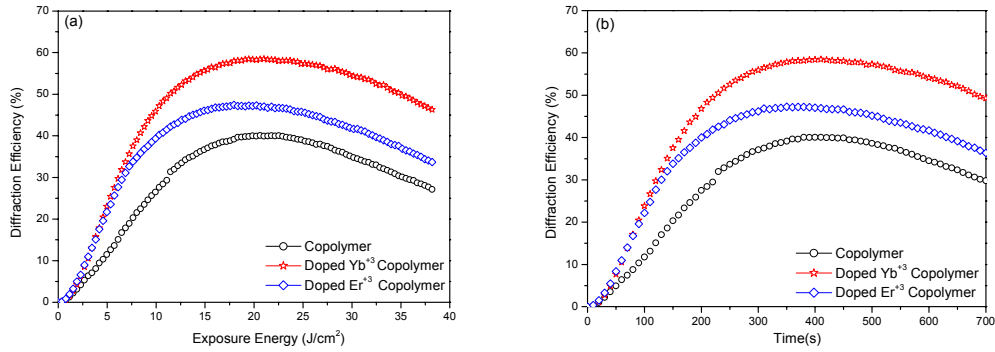 (a)
70
60
50
40
30
20
10
0
Diffraction Efficiency (%)
0 5 10 15 20 25 30 35 40
Exposure Energy (J/cm²)
Copolymer
Doped Yb⁺³ Copolymer
Doped Er⁺³ Copolymer
(b)
70
60
50
40
30
20
10
0
Diffraction Efficiency (%)
0 100 200 300 400 500 600 700
Time(s)
Copolymer
Doped Yb⁺³ Copolymer
Doped Er⁺³ Copolymer